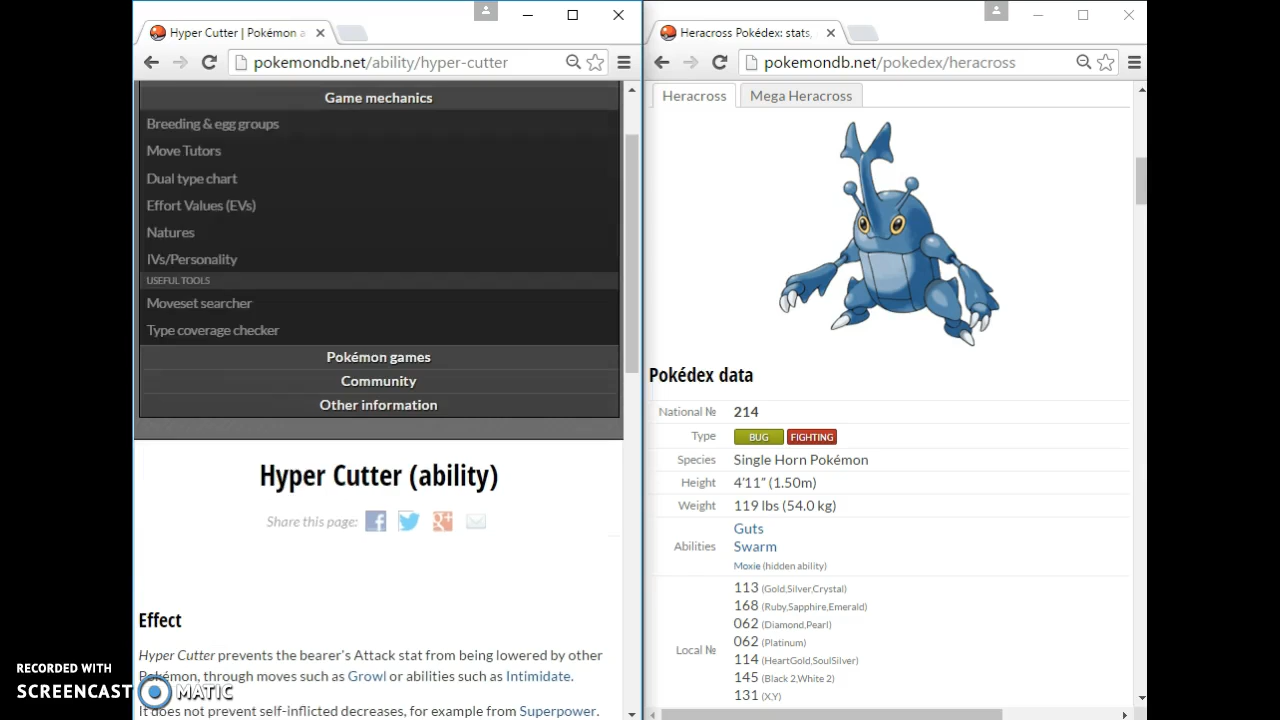 Hyper Cutter | Pokémon a
pokemondb.net/ability/hyper-cutter
Game mechanics
Breeding & egg groups
Move Tutors
Dual type chart
Effort Values (EVs)
Natures
IVs/Personality
USEFUL TOOLS
Moveset searcher
Type coverage checker
Pokémon games
Community
Other information
Hyper Cutter (ability)
Share this page:
Effect
Hyper Cutter prevents the bearer's Attack stat from being lowered by other
Pokémon, through moves such as Growl or abilities such as Intimidate.
It does not prevent self-inflicted decreases, for example from Superpower.
Heracross Pokédex: stats,
pokemondb.net/pokedex/heracross
Heracross Mega Heracross
Pokédex data
National № 214
Type BUG FIGHTING
Species Single Horn Pokémon
Height 4'11" (1.50m)
Weight 119 lbs (54.0 kg)
Abilities Guts
Swarm
Moxie (hidden ability)
Local № 113 (Gold,Silver,Crystal)
168 (Ruby,Sapphire,Emerald)
062 (Diamond,Pearl)
062 (Platinum)
114 (HeartGold,SoulSilver)
145 (Black 2,White 2)
131 (X,Y)
RECORDED WITH
SCREENCAST MATIC